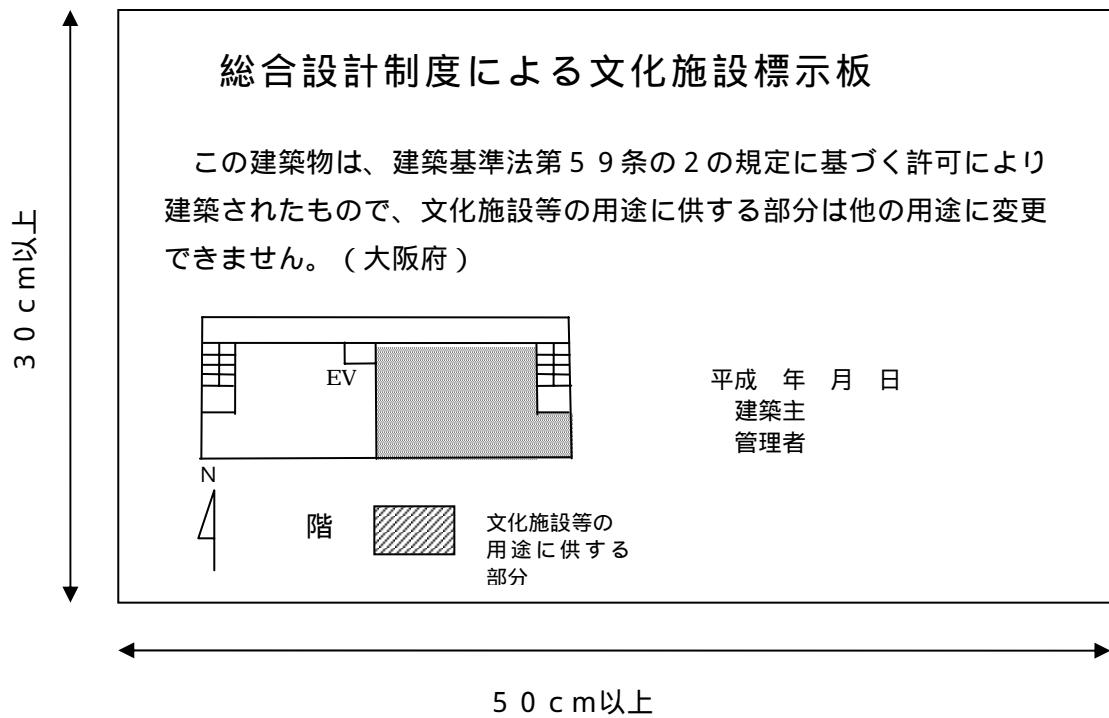 総合設計制度による文化施設標示板
この建築物は、建築基準法第５９条の２の規定に基づく許可により
建築されたもので、文化施設等の用途に供する部分は他の用途に変更
できません。（大阪府）
３０ｃｍ以上
EV
平成　年　月　日
建築主
管理者
N
階
文化施設等の
用途に供する
部分
５０ｃｍ以上